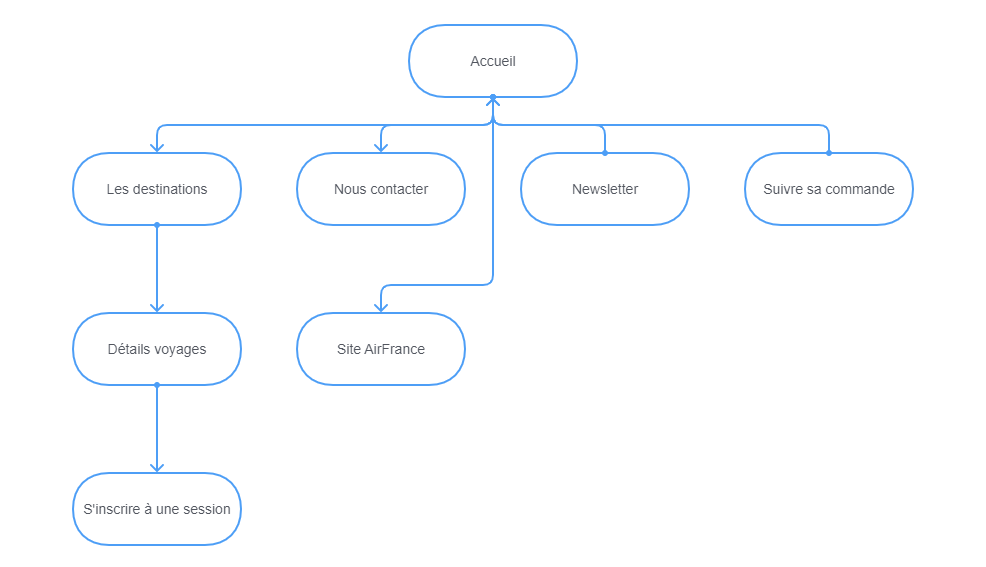 Accueil
Les destinations
Nous contacter
Newsletter
Suivre sa commande
Détails voyages
Site AirFrance
S'inscrire à une session